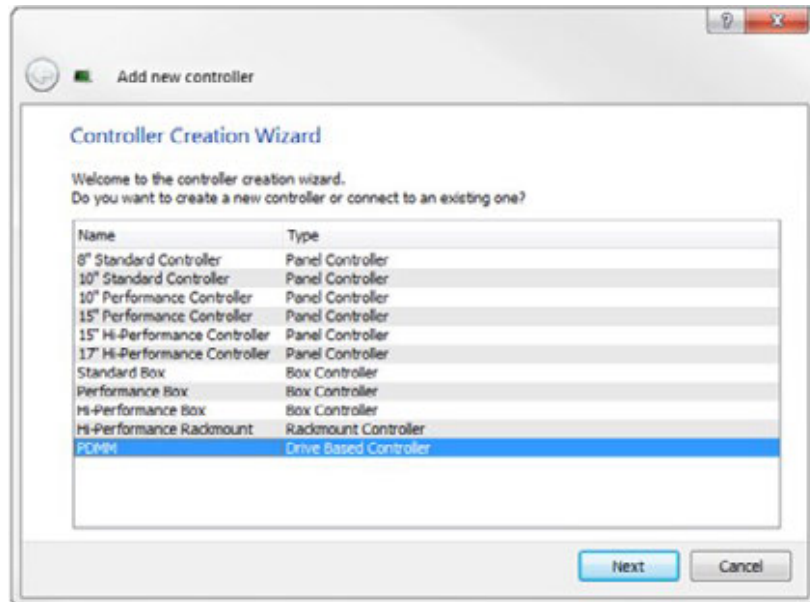 Add new controller
Controller Creation Wizard
Welcome to the controller creation wizard.
Do you want to create a new controller or connect to an existing one?
Name Type
8" Standard Controller Panel Controller
10" Standard Controller Panel Controller
10" Performance Controller Panel Controller
15" Performance Controller Panel Controller
15" Hi-Performance Controller Panel Controller
17" Hi-Performance Controller Panel Controller
Standard Box Box Controller
Performance Box Box Controller
Hi-Performance Box Box Controller
Hi-Performance Rackmount Rackmount Controller
PDMM Drive Based Controller
Next Cancel